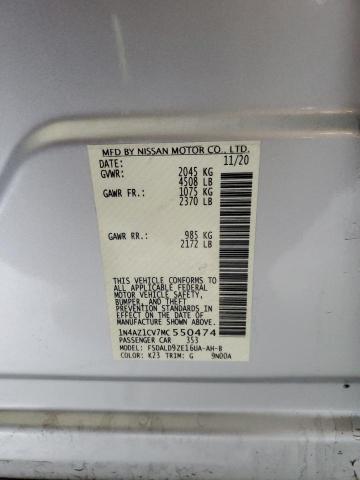 MFD BY NISSAN MOTOR CO., LTD.
DATE: 11/20
GVWR: 2045 KG
4508 LB
GAWR FR: 1075 KG
2370 LB
GAWR RR: 985 KG
2172 LB
THIS VEHICLE CONFORMS TO
ALL APPLICABLE FEDERAL
MOTOR VEHICLE SAFETY,
BUMPER, AND THEFT
PREVENTION STANDARDS
IN EFFECT ON THE DATE OF
MANUFACTURE SHOWN ABOVE.
1N4AZ1CV7MC550474
PASSENGER CAR 353
MODEL: FSDALD9ZE16UA-AH-B
COLOR: K23 TRIM: G 9N00A